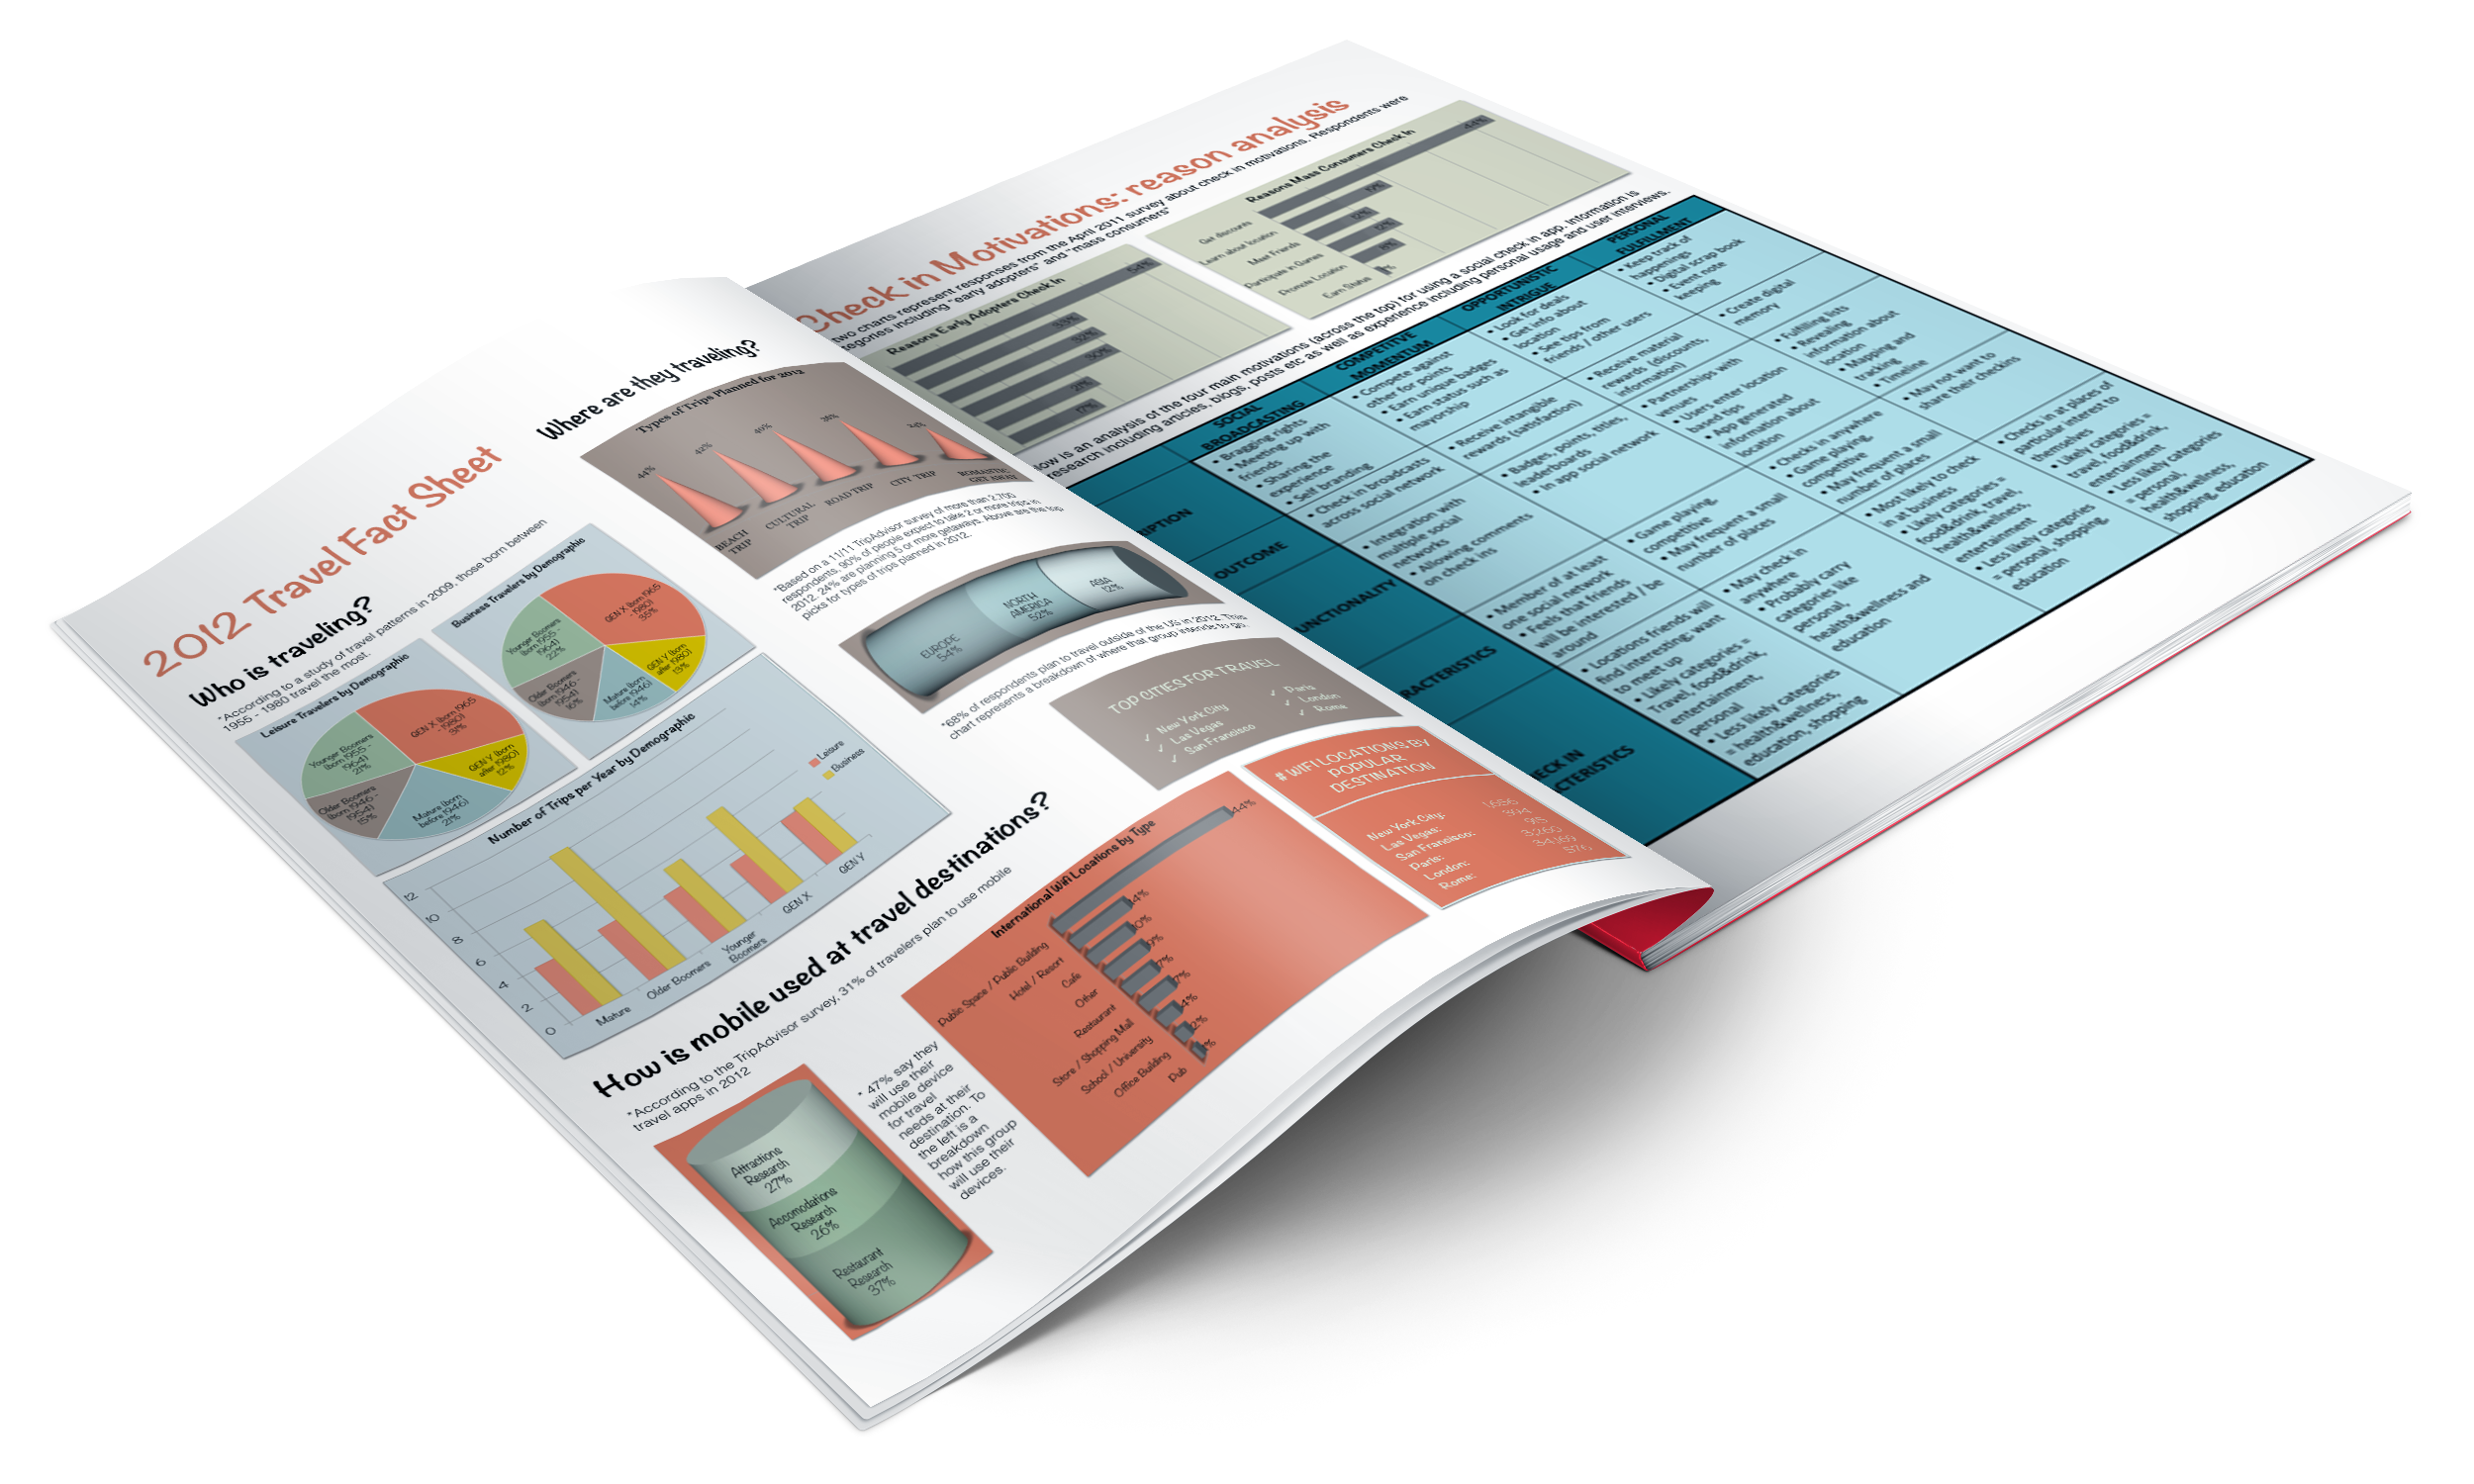 2012 Travel Fact Sheet
Who is traveling?
*According to a study of travel patterns in 2009, those born between
1955 - 1980 travel the most.
Leisure Travelers by Demographic
GEN X (born 1965
- 1980)
31%
GEN Y (born
after 1980)
12%
Mature (born
before 1946)
21%
Older Boomers
(born 1946 -
1954)
15%
Younger Boomers
(born 1955 -
1964)
21%
Business Travelers by Demographic
GEN X (born 1965
- 1980)
35%
GEN Y (born
after 1980)
13%
Mature (born
before 1946)
14%
Older Boomers
(born 1946 -
1954)
16%
Younger Boomers
(born 1955 -
1964)
22%
Number of Trips per Year by Demographic
12
10
8
6
4
2
0
Mature
Older Boomers
Younger
Boomers
GEN X
GEN Y
Leisure
Business
Where are they traveling?
Types of Trips Planned for 2012
44%
42%
40%
38%
BEACH
TRIP
CULTURAL
TRIP
ROAD TRIP
CITY TRIP
ROMANTIC
GET AWAY
*Based on a 11/11 TripAdvisor survey of more than 2,700
respondents, 90% of people expect to take 2 or more trips in
2012. 24% are planning 5 or more getaways. Above are the top
picks for types of trips planned in 2012.
EUROPE
54%
NORTH
AMERICA
52%
ASIA
12%
*68% of respondents plan to travel outside of the US in 2012. This
chart represents a breakdown of where that group intends to go.
TOP CITIES FOR TRAVEL
✓ New York City
✓ Las Vegas
✓ San Francisco
✓ Paris
✓ London
✓ Rome
How is mobile used at travel destinations?
*According to the TripAdvisor survey, 31% of travelers plan to use mobile
travel apps in 2012
Attractions
Research
27%
Accomodations
Research
26%
Restaurant
Research
37%
* 47% say they
will use their
mobile device
for travel
needs at their
destination. To
the left is a
breakdown
how this group
will use their
devices.
International Wifi Locations by Type
Public Space / Public Building
Hotel / Resort
Cafe
Other
Restaurant
Store / Shopping Mall
School / University
Office Building
Pub
44%
# WIFI LOCATIONS BY
POPULAR
DESTINATION
New York City:
Las Vegas:
San Francisco:
Paris:
London:
Rome:
915
3,260
576
Check in Motivations: reason analysis
two charts represent responses from the April 2011 survey about check in motivations. Respondents were
including "early adopters" and "mass consumers"
Reasons Early Adopters Check In
54%
33%
32%
30%
21%
17%
Reasons Mass Consumers Check In
Get discounts
Learn about location
Meet Friends
Participate in Games
Promote Location
Earn Status
44%
19%
12%
12%
8%
is an analysis of the four main motivations (across the top) for using a social check in app. Information is
research including articles, blogs, posts etc as well as experience including personal usage and user interviews.
SOCIAL
BROADCASTING
COMPETITIVE
MOMENTUM
OPPORTUNISTIC
INTRIGUE
PERSONAL
FULFILLMENT
• Bragging rights
• Meeting up with
friends
• Sharing the
experience
• Self branding
• Compete against
other for points
• Earn unique badges
• Earn status such as
mayorship
• Look for deals
• Get info about
location
• See tips from
friends / other users
• Keep track of
happenings
• Digital scrap book
• Event note
keeping
OUTCOME
• Check in broadcasts
across social network
• Receive intangible
rewards (satisfaction)
• Receive material
rewards (discounts,
information)
• Create digital
memory
• Integration with
multiple social
networks
• Allowing comments
on check ins
• Badges, points, titles,
leaderboards
• In app social network
• Partnerships with
venues
• Users enter location
based tips
• App generated
information about
location
• Fulfilling lists
• Revealing
information about
location
• Mapping and
tracking
• Timeline
• Member of at least
one social network
• Feels that friends
will be interested / be
around
• Game playing,
competitive
• May frequent a small
number of places
• Checks in anywhere
• Game playing,
competitive
• May frequent a small
number of places
• May not want to
share their checkins
• Locations friends will
find interesting: want
to meet up
• Likely categories =
Travel, food&drink,
entertainment,
personal
• Less likely categories
= health&wellness,
education, shopping
• May check in
anywhere
• Probably carry
categories like
personal,
health&wellness and
education
• Most likely to check
in at business
• Likely categories =
food&drink, travel,
health&wellness,
entertainment
• Less likely categories
= personal, shopping,
education
• Checks in at places of
particular interest to
themselves
• Likely categories =
travel, food&drink,
entertainment
• Less likely categories
= personal,
health&wellness,
shopping, education